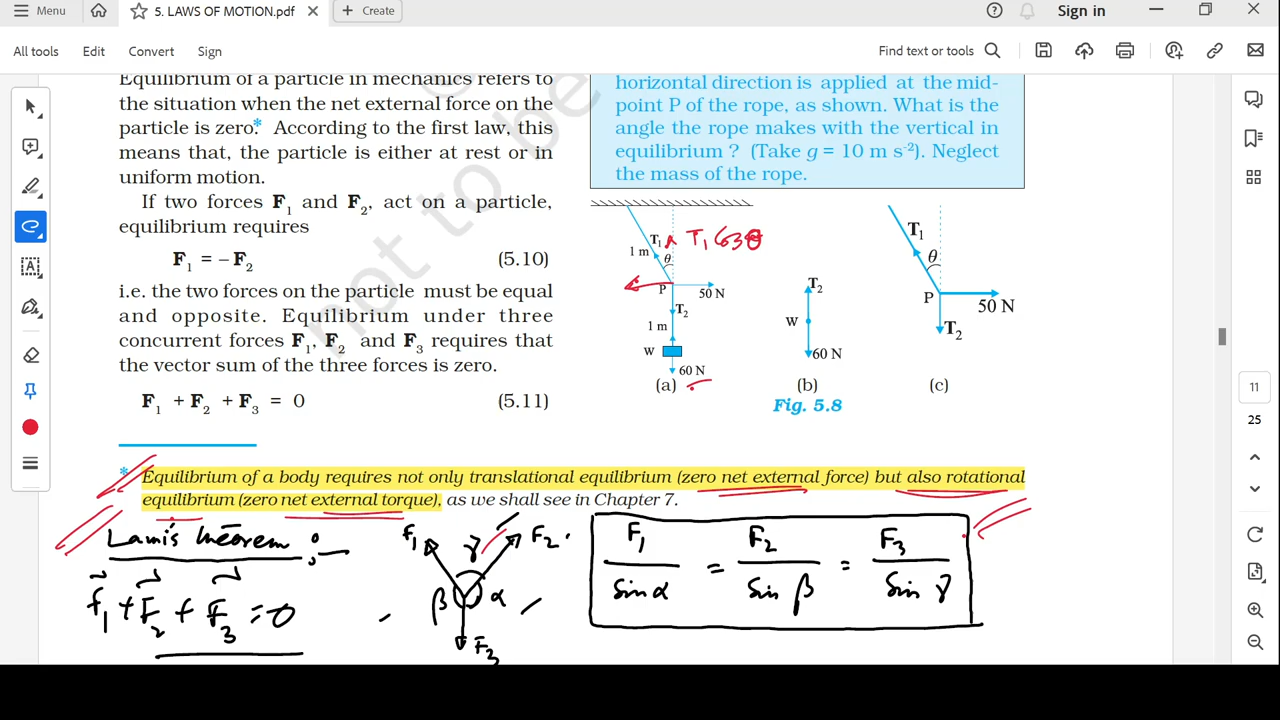 Menu
5. LAWS OF MOTION.pdf
Create
Sign in
All tools
Edit
Convert
Sign
Find text or tools
Equilibrium of a particle in mechanics refers to
the situation when the net external force on the
particle is zero.* According to the first law, this
means that, the particle is either at rest or in
uniform motion.
If two forces F1 and F2, act on a particle,
equilibrium requires
F1 = − F2 (5.10)
i.e. the two forces on the particle must be equal
and opposite. Equilibrium under three
concurrent forces F1, F2 and F3 requires that
the vector sum of the three forces is zero.
F1 + F2 + F3 = 0 (5.11)
not to be
horizontal direction is applied at the mid-
point P of the rope, as shown. What is the
angle the rope makes with the vertical in
equilibrium ? (Take g = 10 m s-2). Neglect
the mass of the rope.
T1 T1 Cosθ
1 m θ
P 50 N
T2
1 m
W
60 N
(a)
T2
W
60 N
(b)
T1
θ
P
50 N
T2
(c)
Fig. 5.8
11
25
* Equilibrium of a body requires not only translational equilibrium (zero net external force) but also rotational
equilibrium (zero net external torque), as we shall see in Chapter 7.
Lami's theorem :-
F1 + F2 + F3 = 0
F1 γ F2
β α
F3
F1 / sin α = F2 / sin β = F3 / sin γ